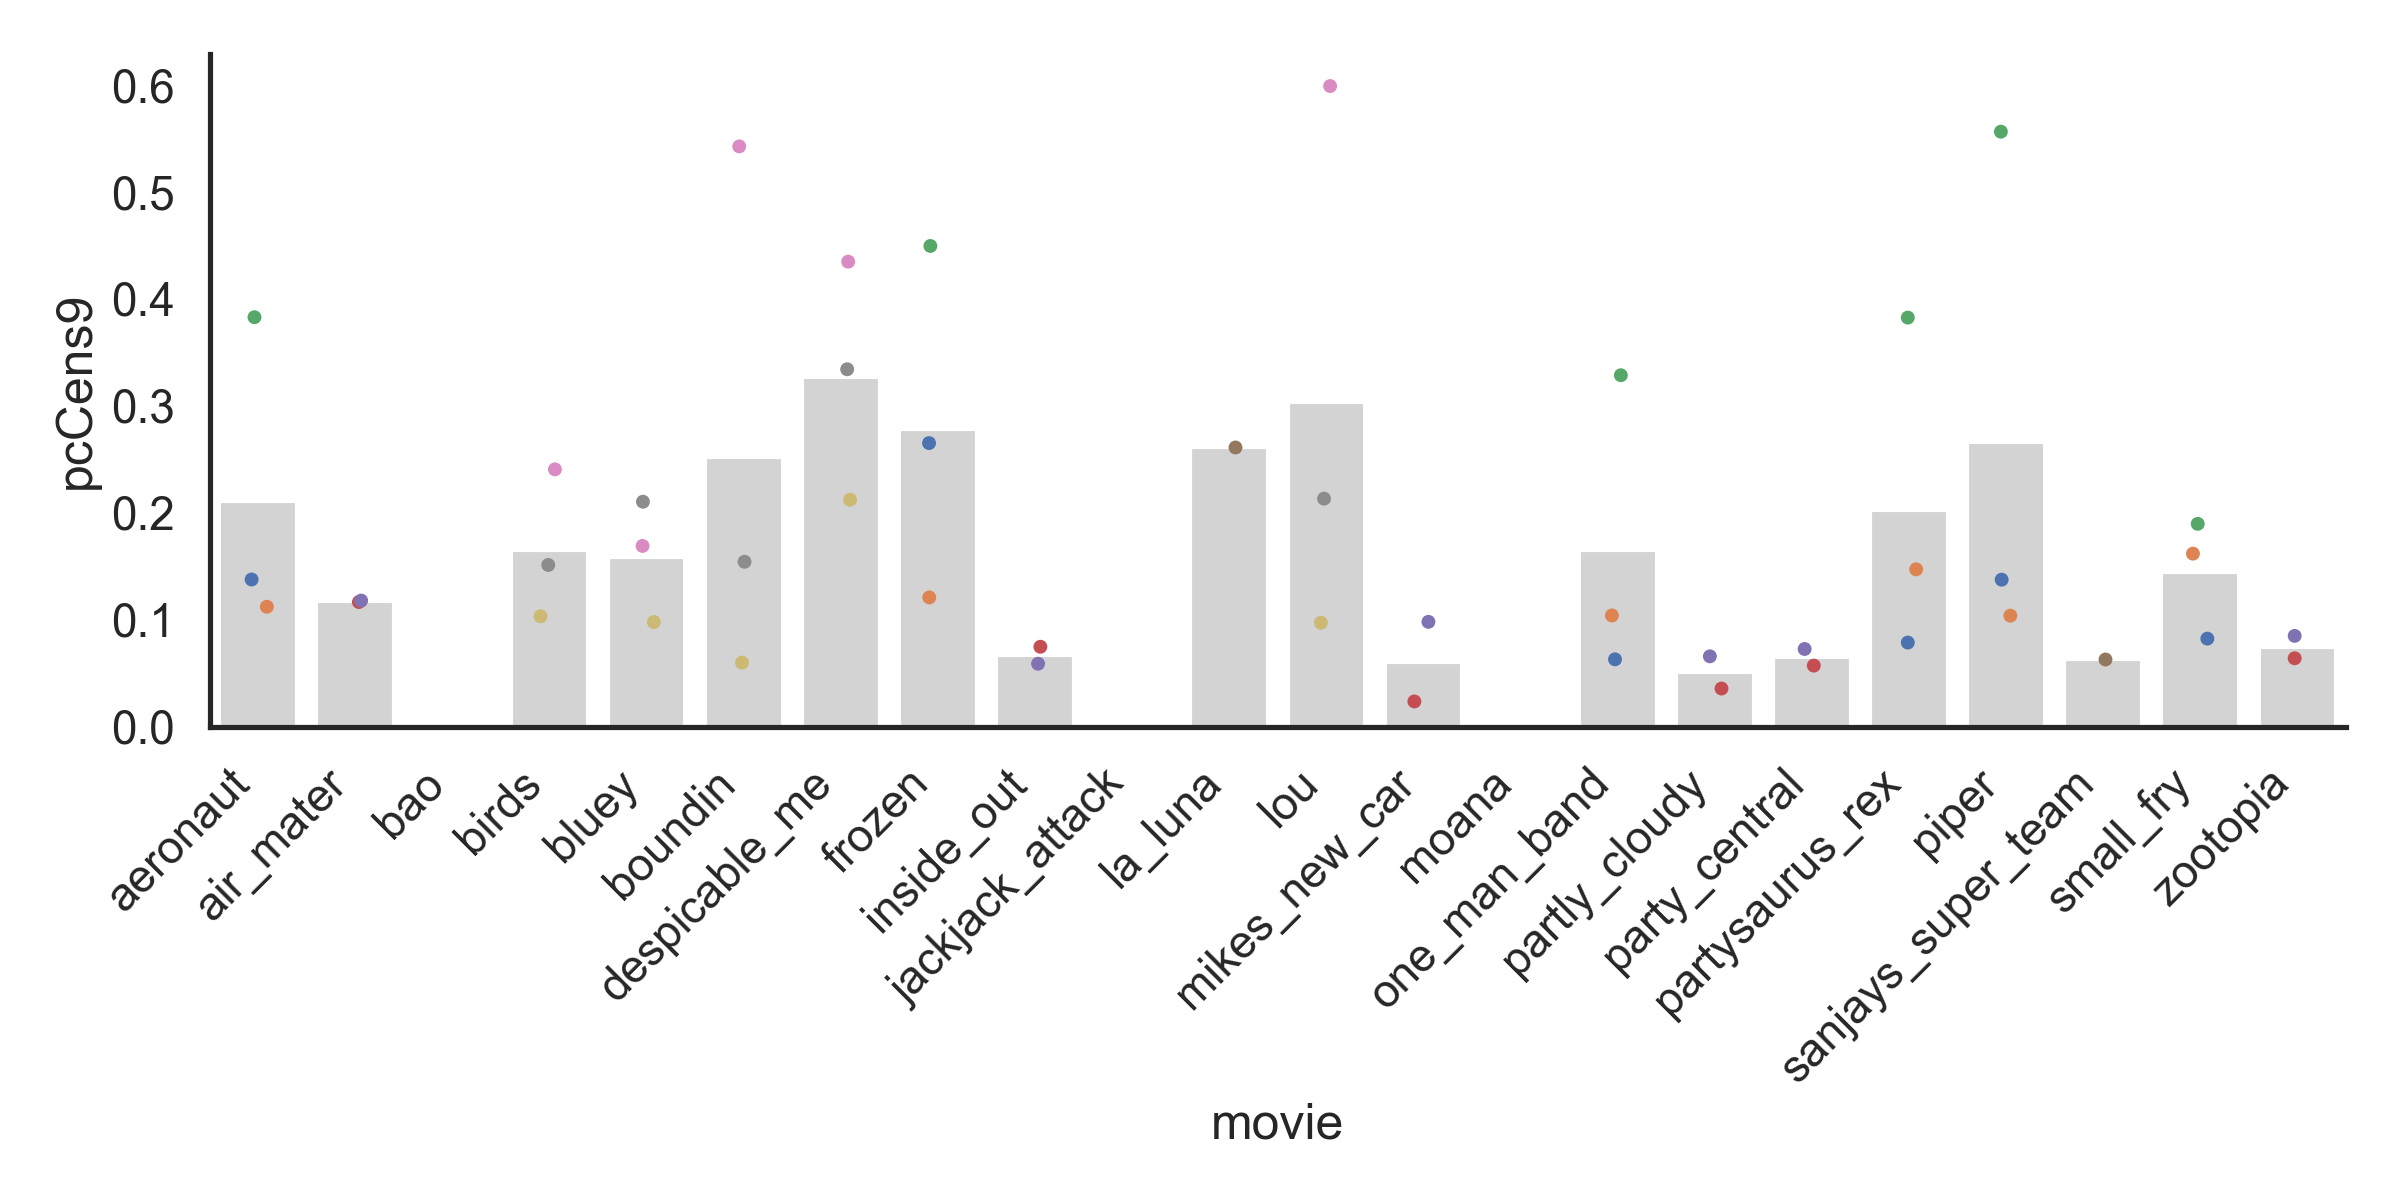 0.6
0.5
0.4
0.3
0.2
0.1
0.0
pcCens9
aeronaut
air_mater
bao
birds
bluey
boundin
despicable_me
frozen
inside_out
jackjack_attack
la_luna
lou
mikes_new_car
moana
one_man_band
partly_cloudy
party_central
partysaurus_rex
piper
sanjays_super_team
small_fry
zootopia
movie